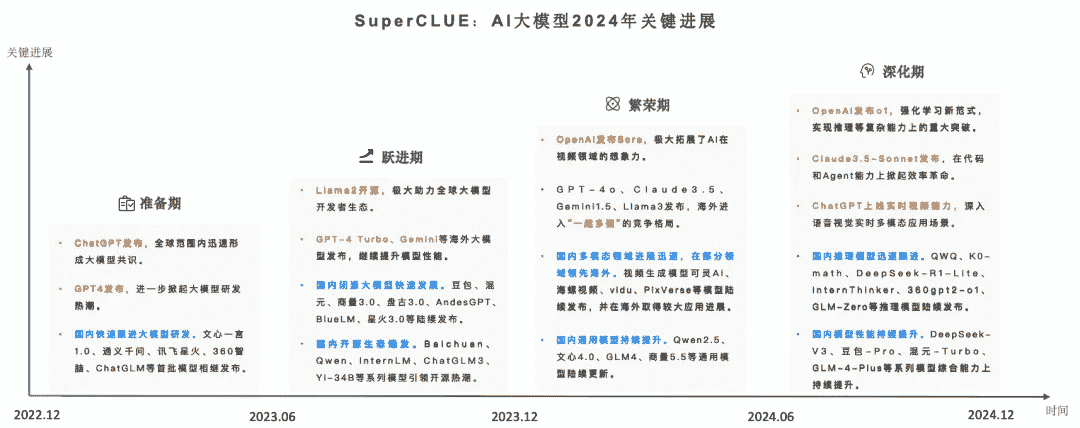 SuperCLUE：AI大模型2024年关键进展
关键进展
准备期
ChatGPT发布，全球范围内迅速形
成大模型共识。
GPT4发布，进一步掀起大模型研发
热潮。
国内快速跟进大模型研发。文心一言
1.0、通义千问、讯飞星火、360智
脑、ChatGLM等首批模型相继发布。
跃进期
Llama2开源，极大助力全球大模型
开发者生态。
GPT-4 Turbo、Gemini等海外大模
型发布，继续提升模型性能。
国内闭源大模型快速发展。豆包、混
元、商量3.0、盘古3.0、AndesGPT、
BlueLM、星火3.0等陆续发布。
国内开源生态爆发。Baichuan、
Qwen、InternLM、ChatGLM3、
Yi-34B等系列模型引领开源热潮。
繁荣期
OpenAI发布Sora，极大拓展了AI在
视频领域的想象力。
GPT-4o、Claude3.5、
Gemini1.5、Llama3发布，海外进
入“一超多强”的竞争格局。
国内多模态领域进展迅速，在部分领
域领先海外。视频生成模型可灵AI、
海螺视频、vidu、PixVerse等模型陆
续发布，并在海外取得较大应用进展。
国内通用模型持续提升。Qwen2.5、
文心4.0、GLM4、商量5.5等通用模
型陆续更新。
深化期
OpenAI发布o1，强化学习新范式，
实现推理等复杂能力上的重大突破。
Claude3.5-Sonnet发布，在代码
和Agent能力上掀起效率革命。
ChatGPT上线实时视频能力，深入
语音视觉实时多模态应用场景。
国内推理模型迅速跟进。QWQ、K0-
math、DeepSeek-R1-Lite、
InternThinker、360gpt2-o1、
GLM-Zero等推理模型陆续发布。
国内模型性能持续提升。DeepSeek-
V3、豆包-Pro、混元-Turbo、
GLM-4-Plus等系列模型综合能力上
持续提升。
2022.12
2023.06
2023.12
2024.06
2024.12
时间